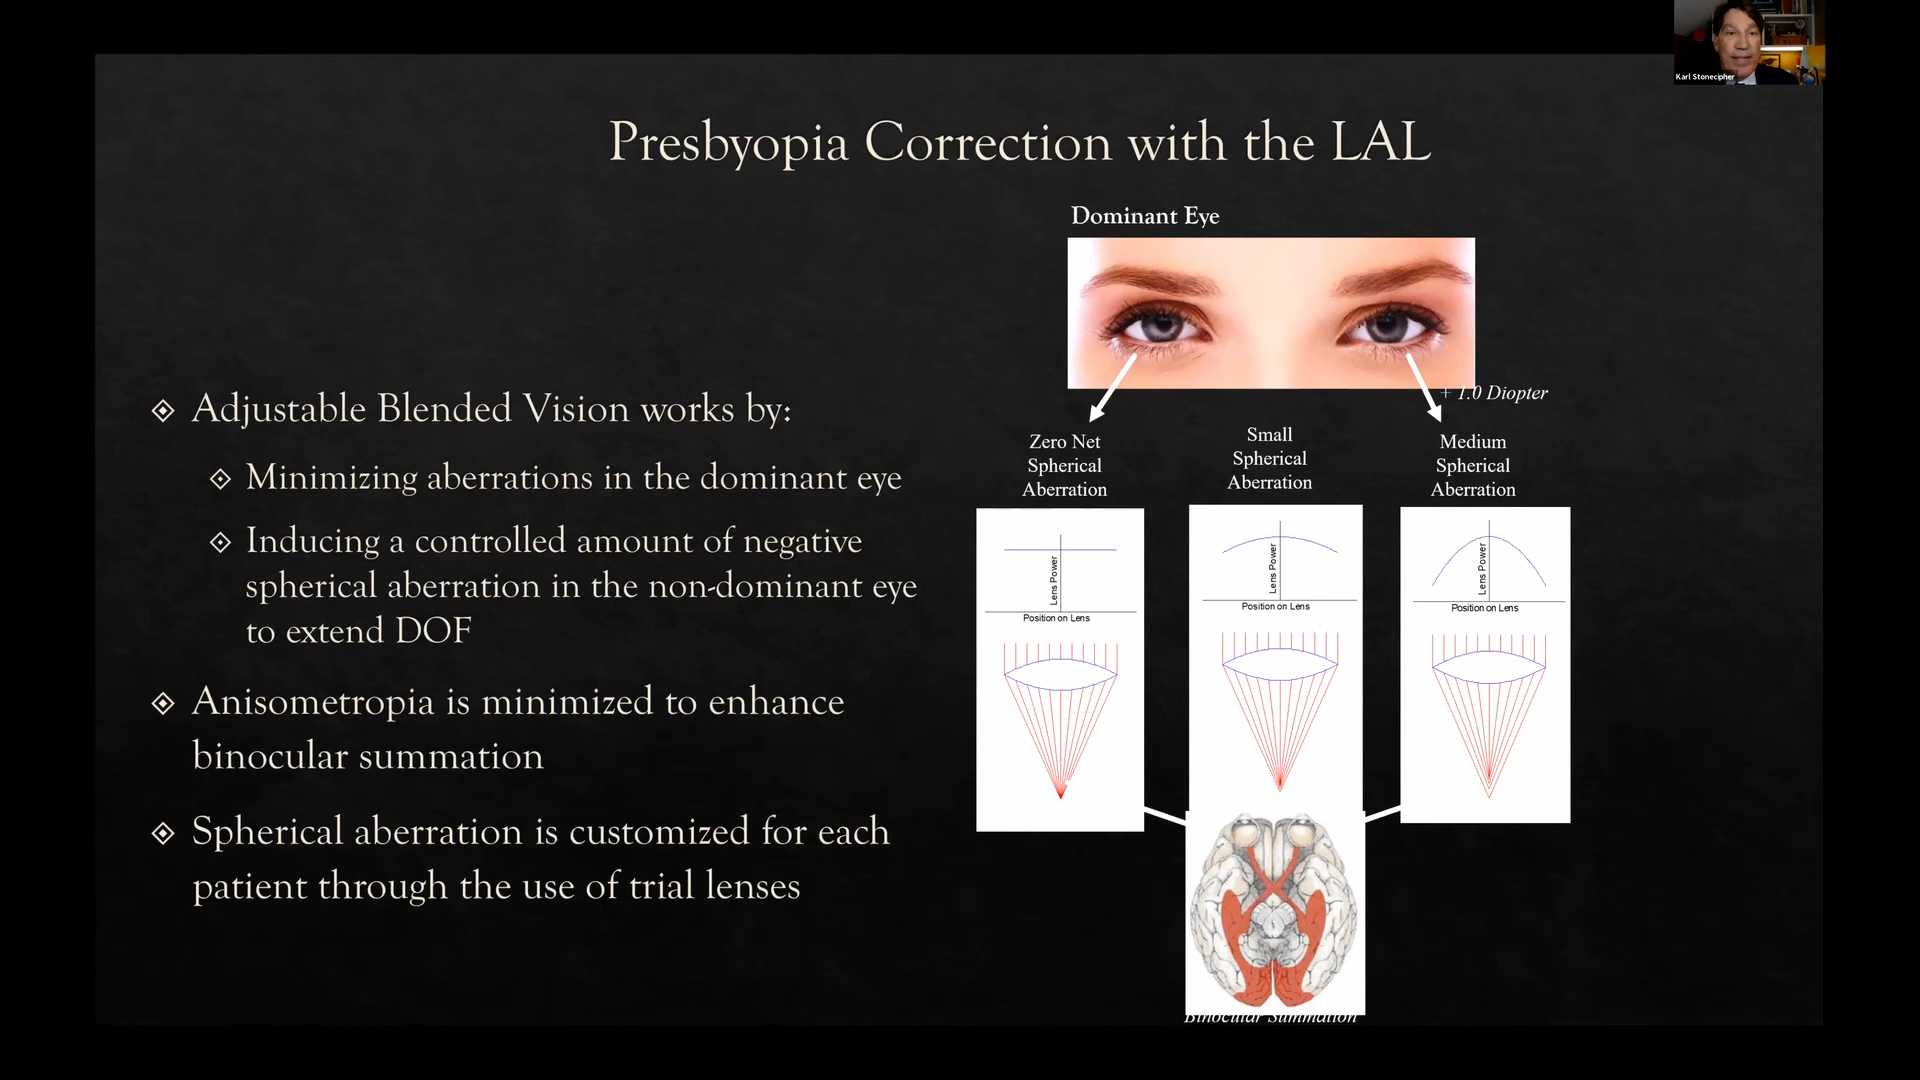 Karl Stonecipher
Presbyopia Correction with the LAL
Adjustable Blended Vision works by:
Minimizing aberrations in the dominant eye
Inducing a controlled amount of negative
spherical aberration in the non-dominant eye
to extend DOF
Anisometropia is minimized to enhance
binocular summation
Spherical aberration is customized for each
patient through the use of trial lenses
Dominant Eye
+ 1.0 Diopter
Zero Net
Spherical
Aberration
Small
Spherical
Aberration
Medium
Spherical
Aberration
Lens Power
Position on Lens
Lens Power
Position on Lens
Lens Power
Position on Lens
Binocular Summation